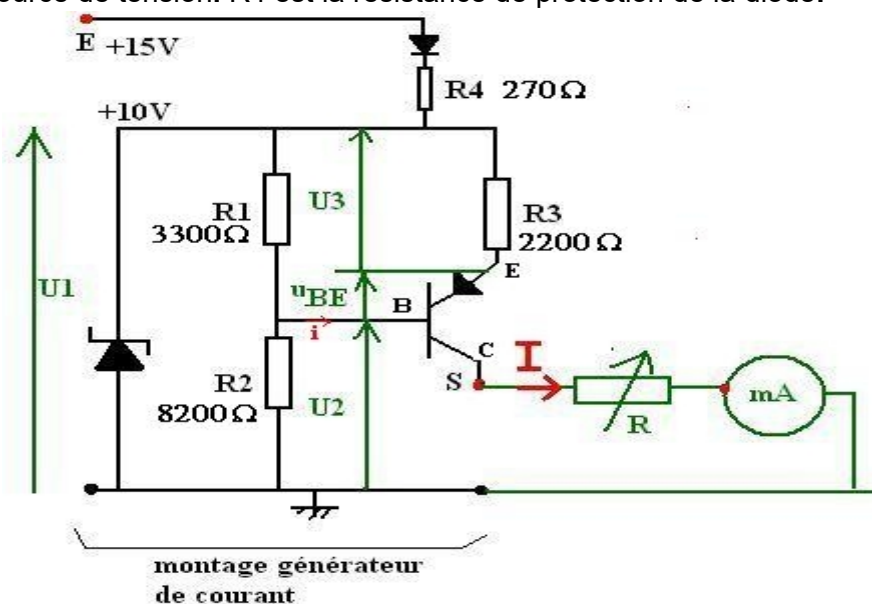 source de tension. R4 est la résistance de protection de la diode.
E +15V
R4 270Ω
+10V
U3
R1
3300Ω
R3
2200Ω
E
U1
uBE
B
i
C
I
S
R2
8200Ω
U2
R
mA
montage générateur
de courant